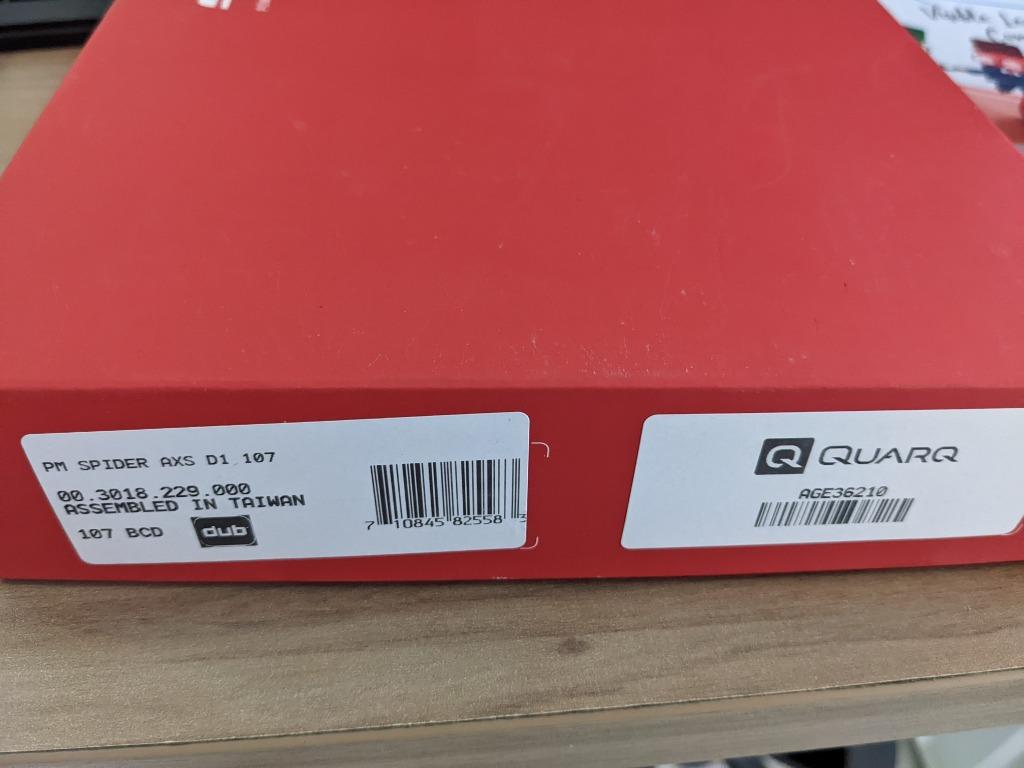 Visble
PM SPIDER AXS D1 107
00.3018.229.000
ASSEMBLED IN TAIWAN
107 BCD dub
7 10845 82558 3
QUARQ
AGE36210